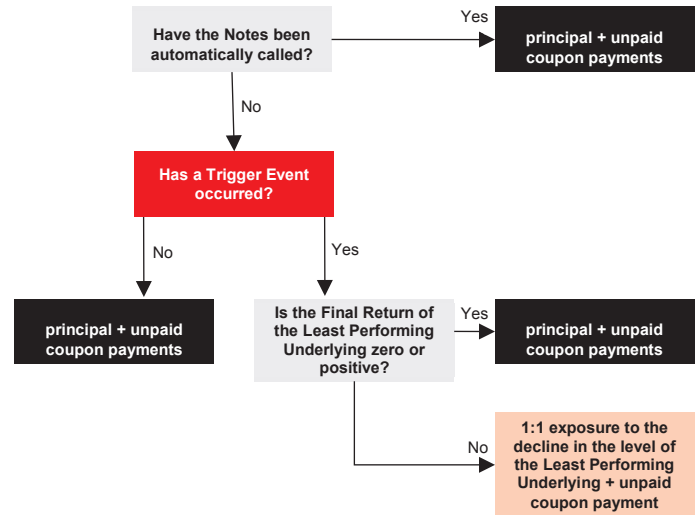 Have the Notes been
automatically called?
Yes
principal + unpaid
coupon payments
No
Has a Trigger Event
occurred?
No
Yes
principal + unpaid
coupon payments
Is the Final Return of
the Least Performing
Underlying zero or
positive?
Yes
principal + unpaid
coupon payments
No
1:1 exposure to the
decline in the level of
the Least Performing
Underlying + unpaid
coupon payment